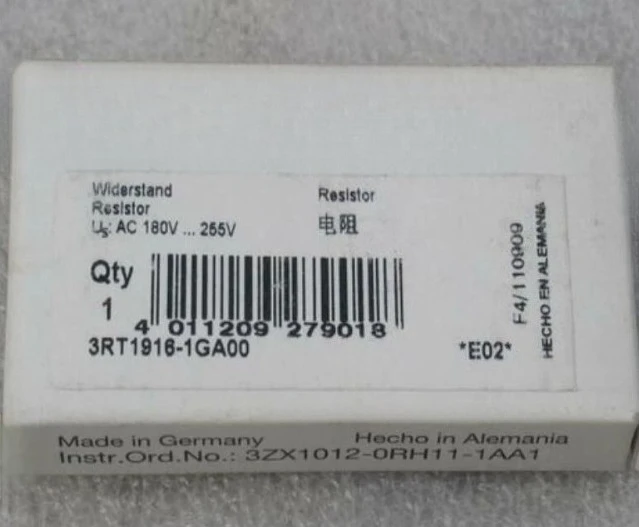 Widerstand
Resistor
Us: AC 180V ... 255V
Resistor
电阻
Qty
1
4 011209 279018
3RT1916-1GA00
*E02*
F4/110909
HECHO EN ALEMANIA
Made in Germany
Hecho in Alemania
Instr.Ord.No.: 3ZX1012-0RH11-1AA1